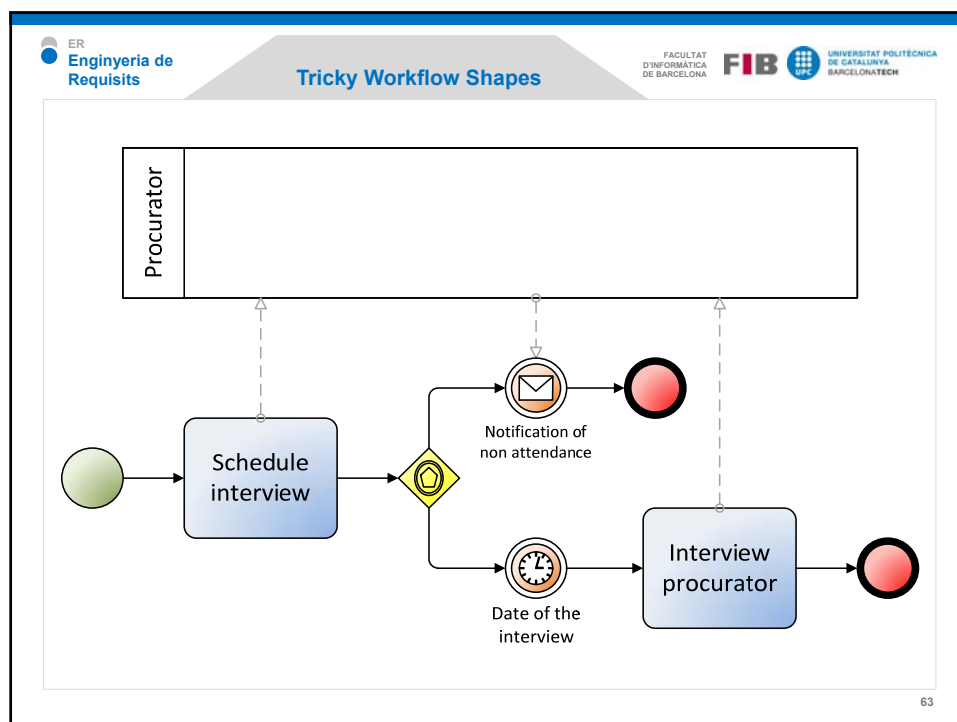 ER
Enginyeria de
Requisits
Tricky Workflow Shapes
FACULTAT
D'INFORMÀTICA
DE BARCELONA
FIB
UPC
UNIVERSITAT POLITÈCNICA
DE CATALUNYA
BARCELONATECH
Procurator
Notification of
non attendance
Schedule
interview
Interview
procurator
Date of the
interview
63